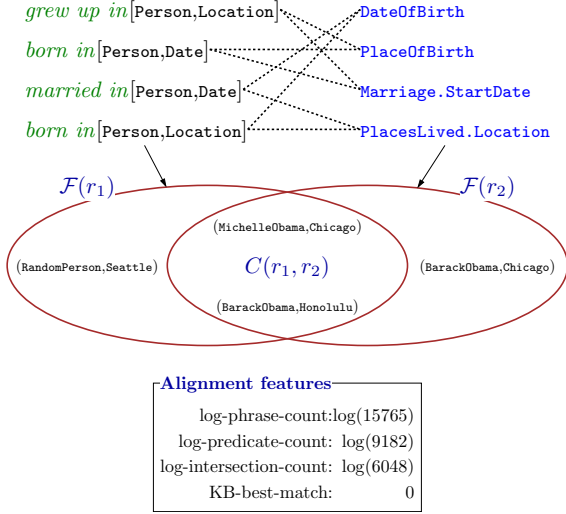 grew up in[Person,Location] DateOfBirth
born in[Person,Date] PlaceOfBirth
married in[Person,Date] Marriage.StartDate
born in[Person,Location] PlacesLived.Location
F(r1) F(r2)
(MichelleObama,Chicago)
(RandomPerson,Seattle) C(r1, r2) (BarackObama,Chicago)
(BarackObama,Honolulu)
Alignment features
log-phrase-count:log(15765)
log-predicate-count: log(9182)
log-intersection-count: log(6048)
KB-best-match: 0